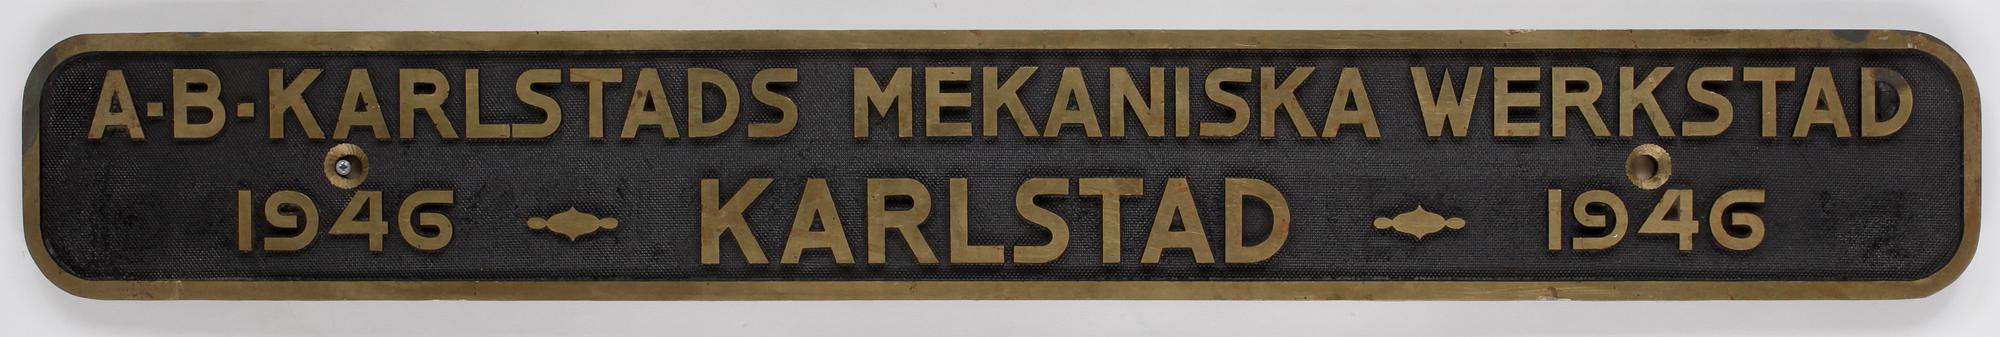 A·B·KARLSTADS MEKANISKA WERKSTAD
1946 KARLSTAD 1946